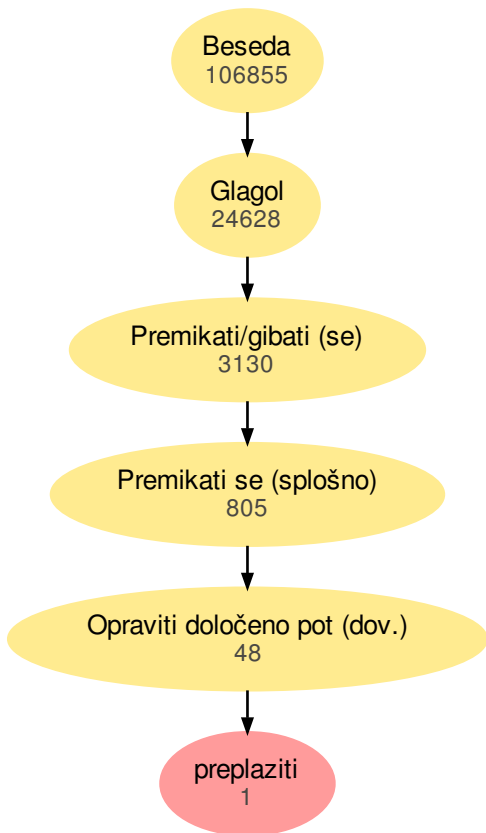 Beseda
106855
Glagol
24628
Premikati/gibati (se)
3130
Premikati se (splošno)
805
Opraviti določeno pot (dov.)
48
preplaziti
1